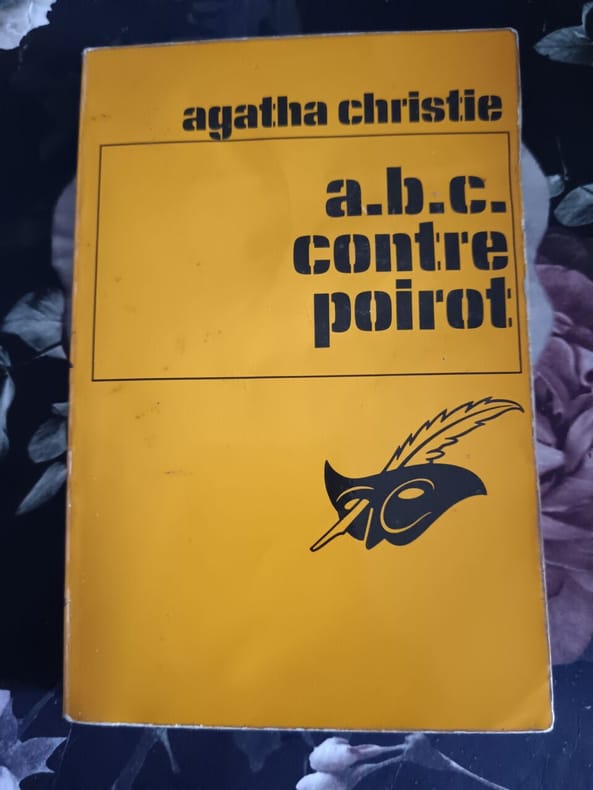 agatha christie
a.b.c.
contre
poirot